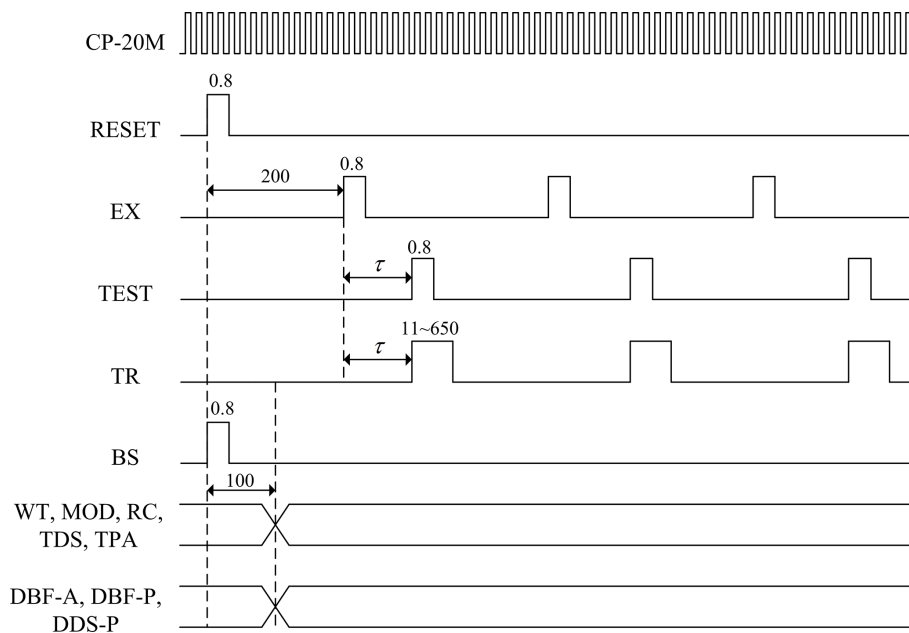 CP-20M
0.8
RESET
200
0.8
EX
τ
0.8
TEST
τ
11~650
TR
0.8
BS
100
WT, MOD, RC,
TDS, TPA
DBF-A, DBF-P,
DDS-P